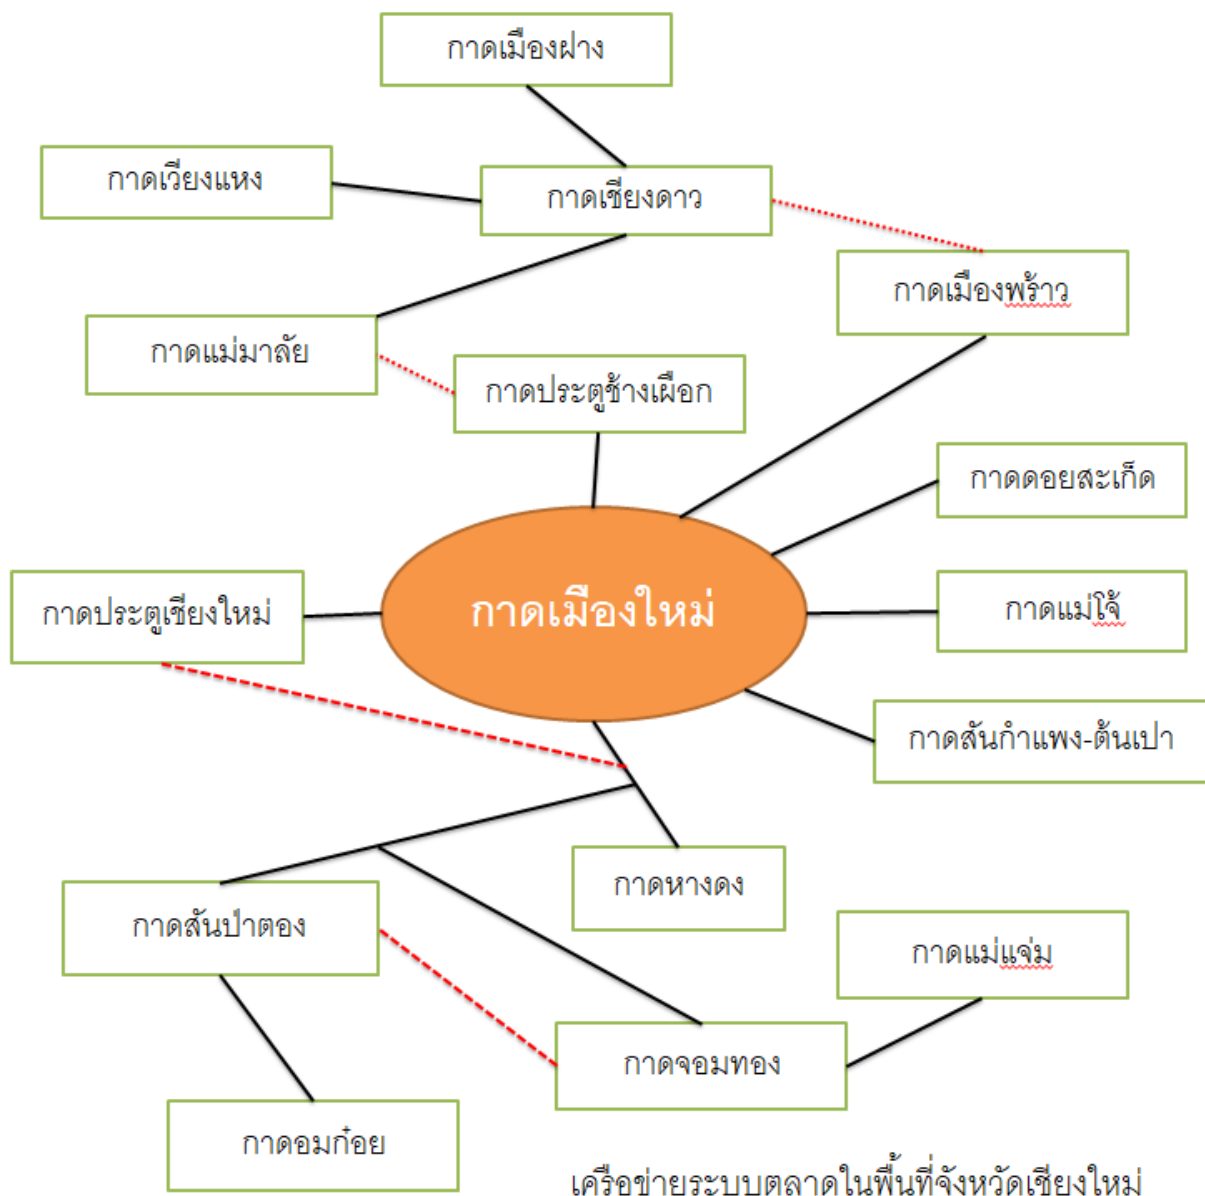 กาดเมืองฝาง
กาดเวียงแหง
กาดเชียงดาว
กาดเมืองพร้าว
กาดแม่มาลัย
กาดประตูช้างเผือก
กาดดอยสะเก็ด
กาดเมืองใหม่
กาดประตูเชียงใหม่
กาดแม่โจ้
กาดสันกำแพง-ต้นเปา
กาดหางดง
กาดสันป่าตอง
กาดแม่แจ่ม
กาดจอมทอง
กาดอมก๋อย
เครือข่ายระบบตลาดในพื้นที่จังหวัดเชียงใหม่